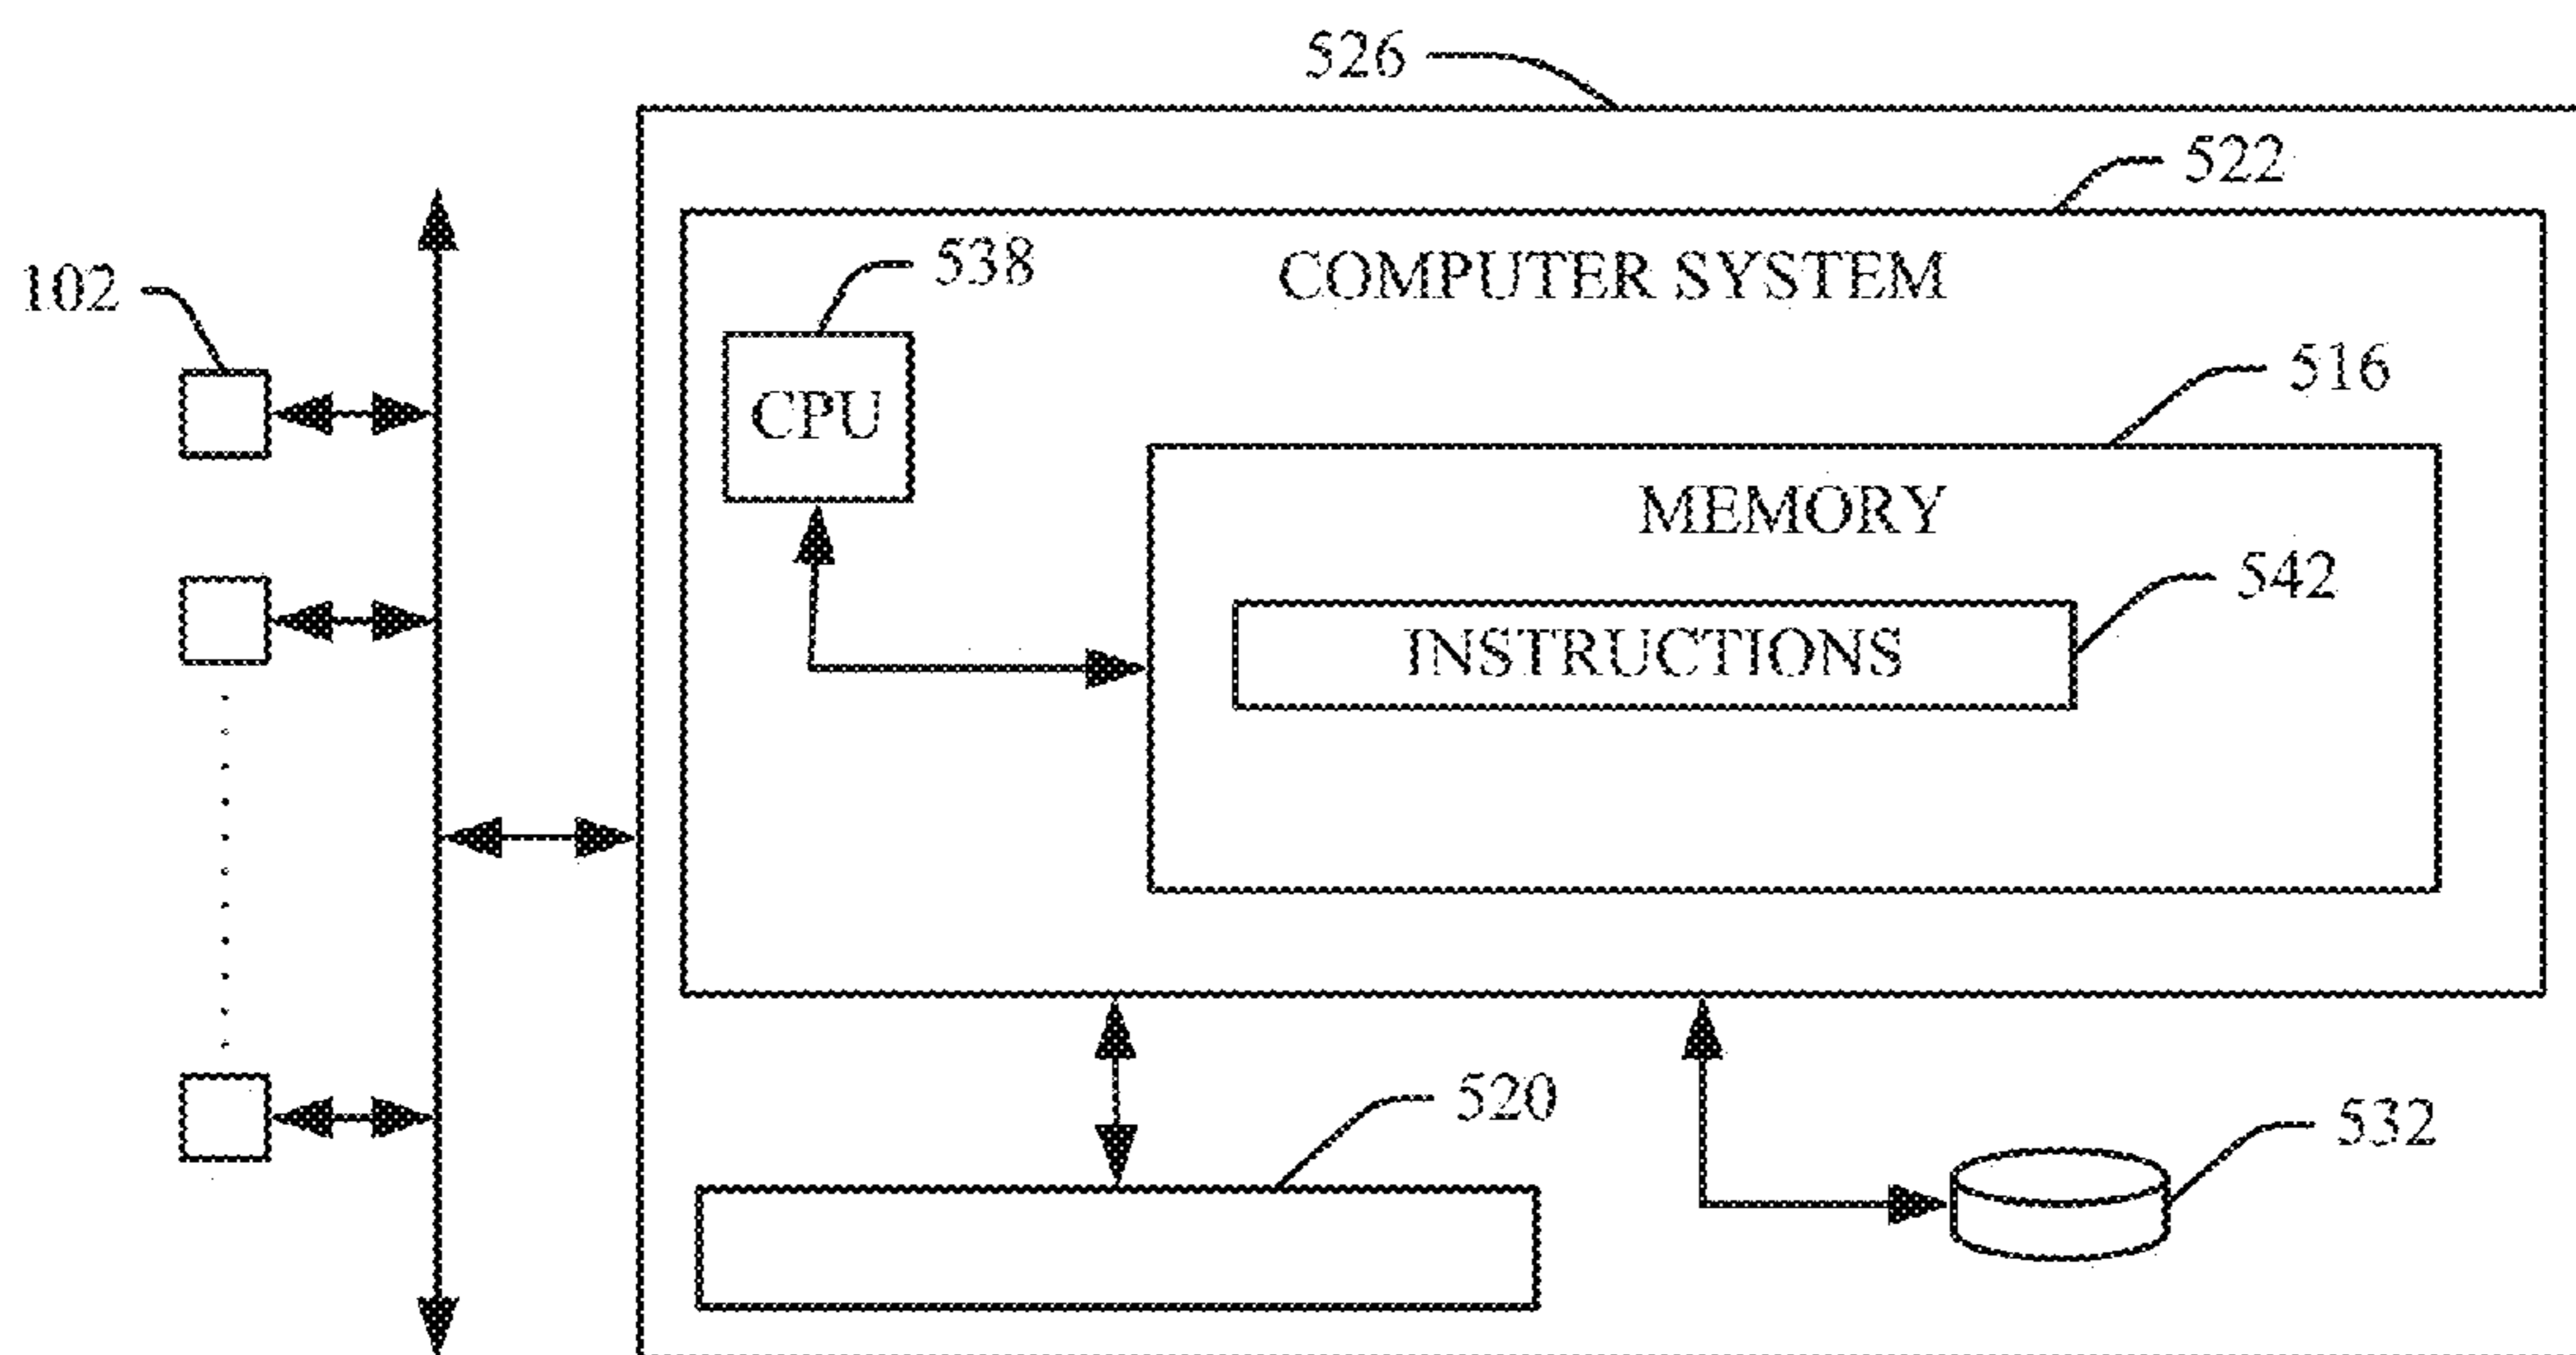 526
522
538
COMPUTER SYSTEM
102
516
CPU
MEMORY
542
INSTRUCTIONS
520
532